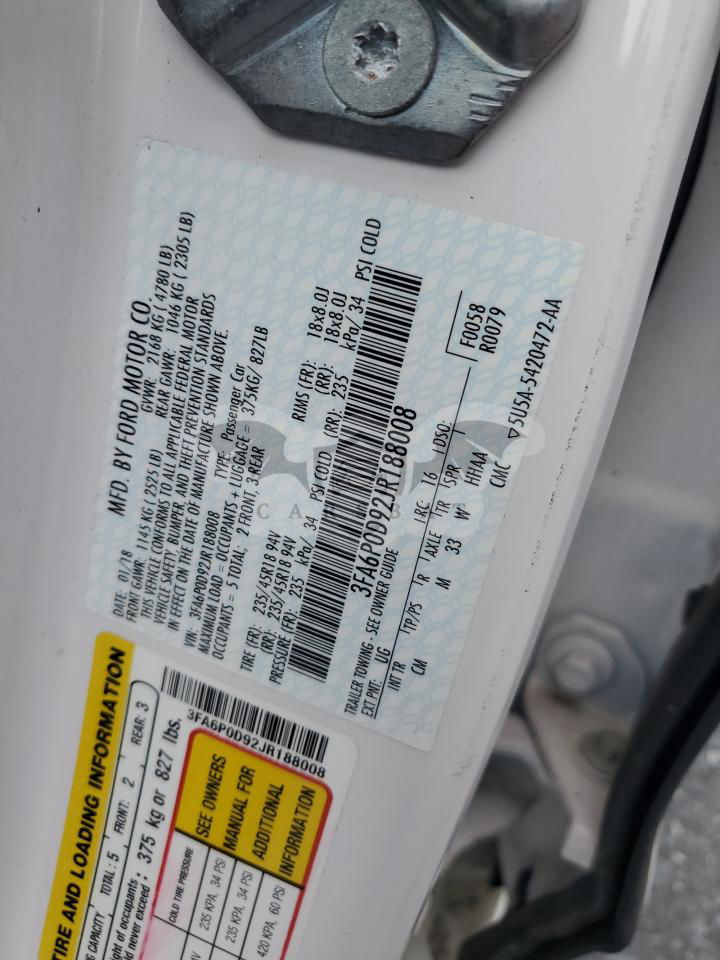 MFD. BY FORD MOTOR CO.
DATE: 01/18 GVWR: 2168 KG ( 4780 LB)
FRONT GAWR: 1145 KG ( 2525 LB) REAR GAWR: 1046 KG ( 2305 LB)
THIS VEHICLE CONFORMS TO ALL APPLICABLE FEDERAL MOTOR
VEHICLE SAFETY, BUMPER, AND THEFT PREVENTION STANDARDS
IN EFFECT ON THE DATE OF MANUFACTURE SHOWN ABOVE.
VIN: 3FA6P0D92JR188008 TYPE: Passenger Car
MAXIMUM LOAD = OCCUPANTS + LUGGAGE = 375KG/ 827LB
OCCUPANTS = 5 TOTAL; 2 FRONT, 3 REAR
TIRE (FR): 235/45R18 94V RIMS (FR): 18x8.0J
(RR): 235/45R18 94V (RR): 18x8.0J
PRESSURE (FR): 235 kPa/ 34 PSI COLD (RR): 235 kPa/ 34 PSI COLD
3FA6P0D92JR188008
TRAILER TOWING - SEE OWNER GUIDE
EXT PNT: UG RC: 16 DSO: F0058
R0079
INT TR TP/PS R AXLE TR SPR
CM M 33 W HHAA
CMC 5U5A-5420472-AA
TIRE AND LOADING INFORMATION
CAPACITY TOTAL: 5 FRONT: 2 REAR: 3
of occupants
never exceed: 375 kg or 827 lbs.
3FA6P0D92JR188008
COLD TIRE PRESSURE
235 KPA, 34 PSI
235 KPA, 34 PSI
420 KPA, 60 PSI
SEE OWNERS
MANUAL FOR
ADDITIONAL
INFORMATION